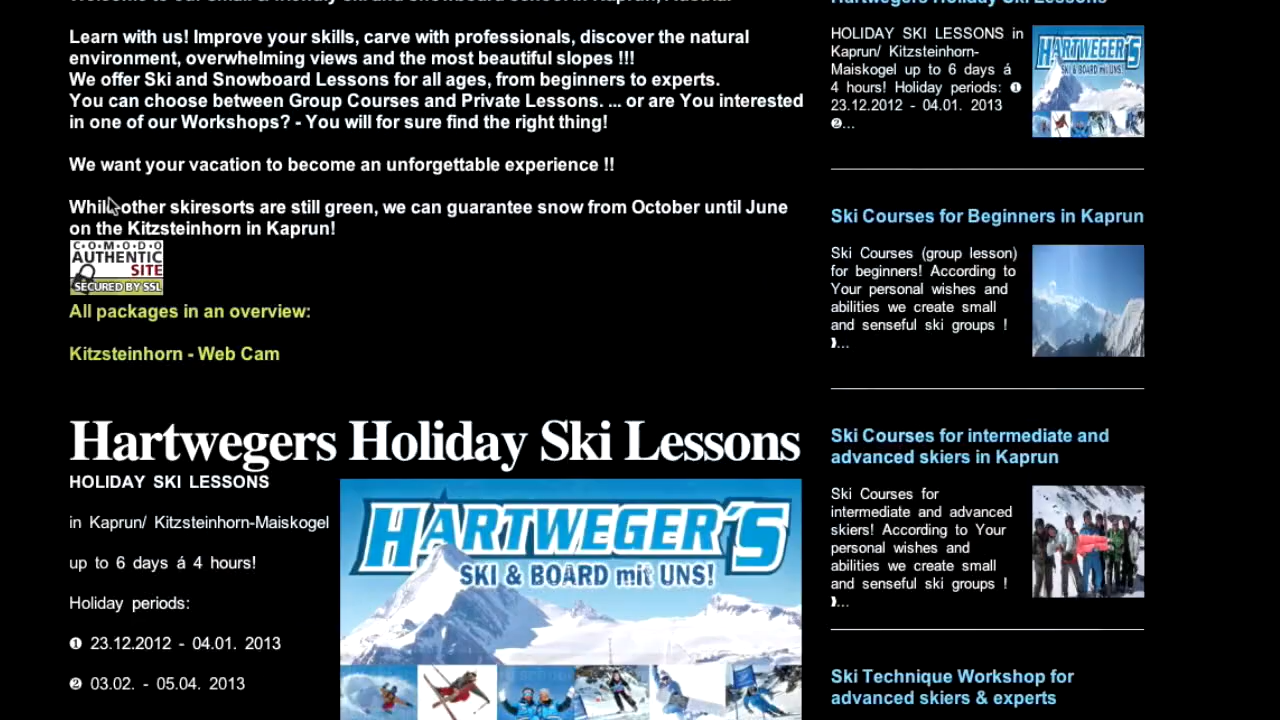 Learn with us! Improve your skills, carve with professionals, discover the natural
environment, overwhelming views and the most beautiful slopes !!!
We offer Ski and Snowboard Lessons for all ages, from beginners to experts.
You can choose between Group Courses and Private Lessons. ... or are You interested
in one of our Workshops? - You will for sure find the right thing!
We want your vacation to become an unforgettable experience !!
While other skiresorts are still green, we can guarantee snow from October until June
on the Kitzsteinhorn in Kaprun!
C·O·M·O·D·O
AUTHENTIC
SITE
SECURED BY SSL
All packages in an overview:
Kitzsteinhorn - Web Cam
Hartwegers Holiday Ski Lessons
HOLIDAY SKI LESSONS
in Kaprun/ Kitzsteinhorn-Maiskogel
up to 6 days á 4 hours!
Holiday periods:
❶ 23.12.2012 - 04.01. 2013
❷ 03.02. - 05.04. 2013
HARTWEGER´S
SKI & BOARD mit UNS!
HOLIDAY SKI LESSONS in
Kaprun/ Kitzsteinhorn-
Maiskogel up to 6 days á
4 hours! Holiday periods: ❶
23.12.2012 - 04.01. 2013
❷...
HARTWEGER´S
SKI & BOARD mit UNS!
Ski Courses for Beginners in Kaprun
Ski Courses (group lesson)
for beginners! According to
Your personal wishes and
abilities we create small
and senseful ski groups !
❥...
Ski Courses for intermediate and
advanced skiers in Kaprun
Ski Courses for
intermediate and advanced
skiers! According to Your
personal wishes and
abilities we create small
and senseful ski groups !
❥...
Ski Technique Workshop for
advanced skiers & experts